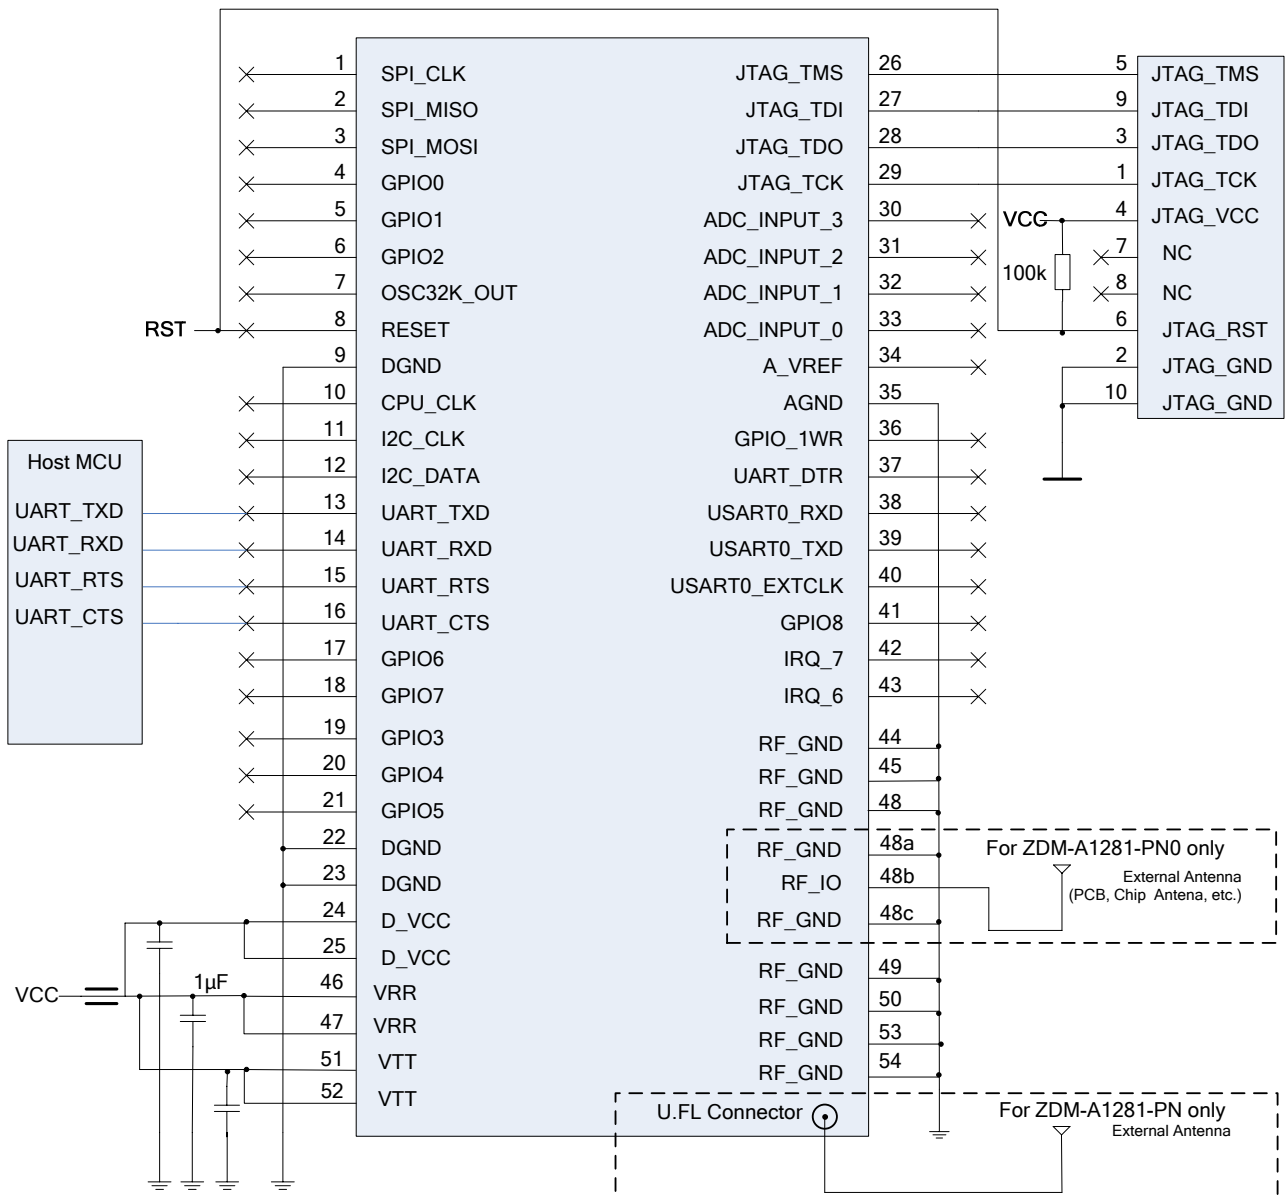 1 SPI_CLK JTAG_TMS 26 5 JTAG_TMS
2 SPI_MISO JTAG_TDI 27 9 JTAG_TDI
3 SPI_MOSI JTAG_TDO 28 3 JTAG_TDO
4 GPIO0 JTAG_TCK 29 1 JTAG_TCK
5 GPIO1 ADC_INPUT_3 30 VCC 4 JTAG_VCC
6 GPIO2 ADC_INPUT_2 31 7 NC
100k
7 OSC32K_OUT ADC_INPUT_1 32 8 NC
RST 8 RESET ADC_INPUT_0 33 6 JTAG_RST
9 DGND A_VREF 34 2 JTAG_GND
10 CPU_CLK AGND 35 10 JTAG_GND
11 I2C_CLK GPIO_1WR 36
Host MCU
12 I2C_DATA UART_DTR 37
UART_TXD 13 UART_TXD USART0_RXD 38
UART_RXD 14 UART_RXD USART0_TXD 39
UART_RTS 15 UART_RTS USART0_EXTCLK 40
UART_CTS 16 UART_CTS GPIO8 41
17 GPIO6 IRQ_7 42
18 GPIO7 IRQ_6 43
19 GPIO3 RF_GND 44
20 GPIO4 RF_GND 45
21 GPIO5 RF_GND 48
22 DGND RF_GND 48a For ZDM-A1281-PN0 only
23 DGND RF_IO 48b External Antenna
(PCB, Chip Antena, etc.)
24 D_VCC RF_GND 48c
25 D_VCC RF_GND 49
VCC 1µF 46 VRR RF_GND 50
47 VRR RF_GND 53
51 VTT RF_GND 54
52 VTT
U.FL Connector For ZDM-A1281-PN only
External Antenna